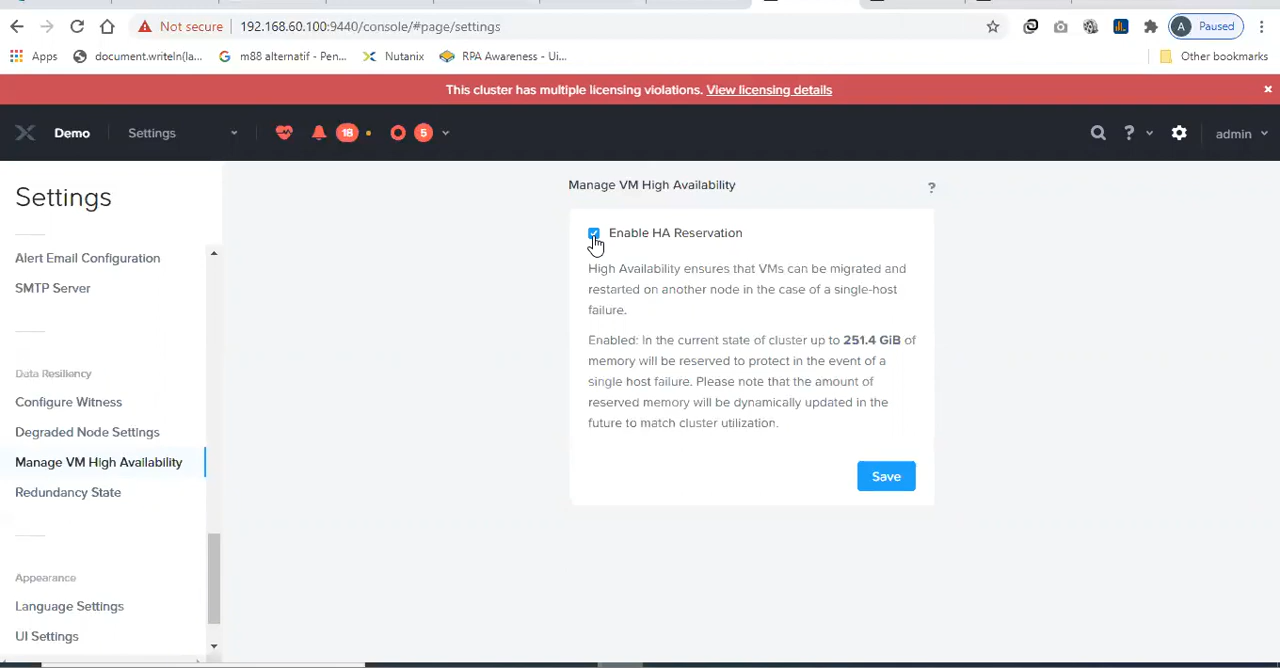 Not secure
192.168.60.100:9440/console/#page/settings
A
Paused
Apps
document.writeln(la...
m88 alternatif - Pen...
Nutanix
RPA Awareness - Ui...
Other bookmarks
This cluster has multiple licensing violations. View licensing details
Demo
Settings
18
5
?
admin
Settings
Alert Email Configuration
SMTP Server
Data Resiliency
Configure Witness
Degraded Node Settings
Manage VM High Availability
Redundancy State
Appearance
Language Settings
UI Settings
Manage VM High Availability
?
Enable HA Reservation
High Availability ensures that VMs can be migrated and
restarted on another node in the case of a single-host
failure.
Enabled: In the current state of cluster up to 251.4 GiB of
memory will be reserved to protect in the event of a
single host failure. Please note that the amount of
reserved memory will be dynamically updated in the
future to match cluster utilization.
Save